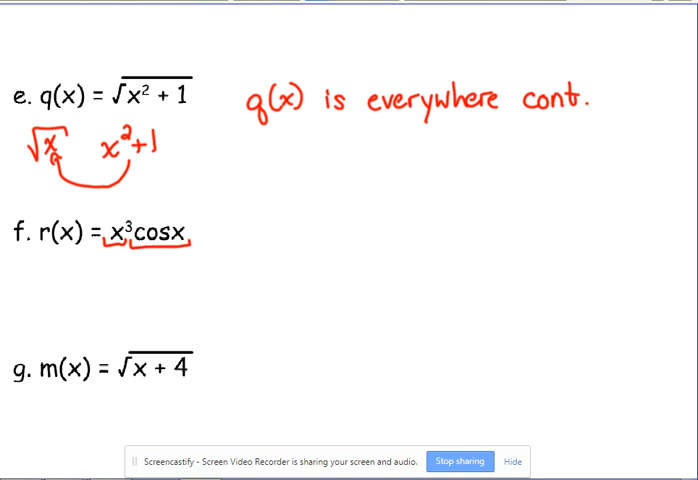 e. q(x) = √x² + 1
q(x) is everywhere cont.
√x x²+1
f. r(x) = x³cosx
g. m(x) = √x + 4
Screencastify - Screen Video Recorder is sharing your screen and audio. Stop sharing Hide